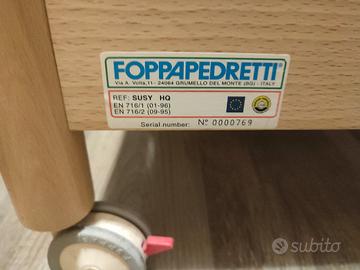 FOPPAPEDRETTI
Via A. Volta, 11 - 24064 GRUMELLO DEL MONTE (BG) - ITALY
REF: SUSY HQ
EN 716/1 (01-96)
EN 716/2 (09-95)
Serial number: Nº 0000769
subito